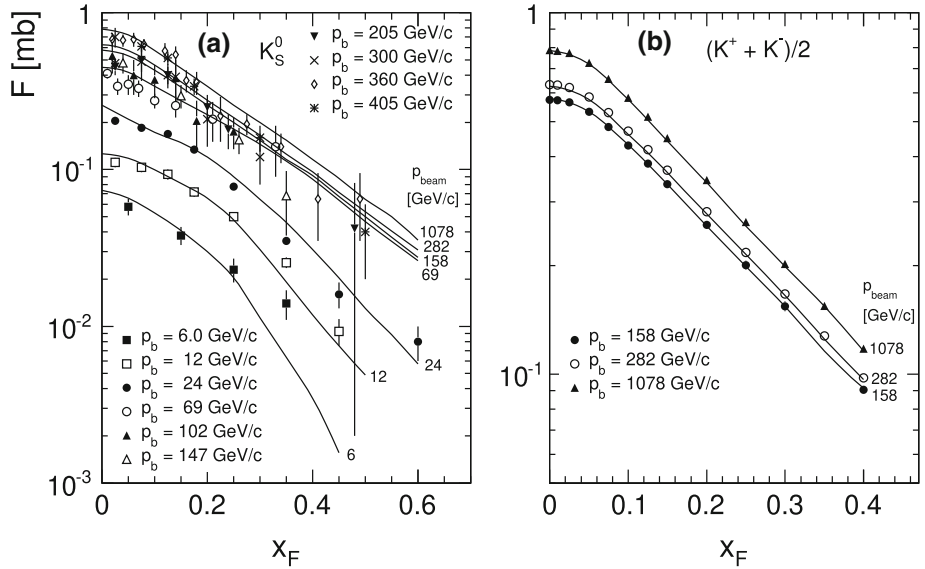 F [mb]
(a)
K_S^0
p_b = 205 GeV/c
p_b = 300 GeV/c
p_b = 360 GeV/c
p_b = 405 GeV/c
10^-1
10^-2
10^-3
p_beam
[GeV/c]
1078
282
158
69
24
12
6
p_b = 6.0 GeV/c
p_b = 12 GeV/c
p_b = 24 GeV/c
p_b = 69 GeV/c
p_b = 102 GeV/c
p_b = 147 GeV/c
0 0.2 0.4 0.6
x_F
(b)
(K^+ + K^-)/2
1
10^-1
p_beam
[GeV/c]
1078
282
158
p_b = 158 GeV/c
p_b = 282 GeV/c
p_b = 1078 GeV/c
0 0.1 0.2 0.3 0.4
x_F